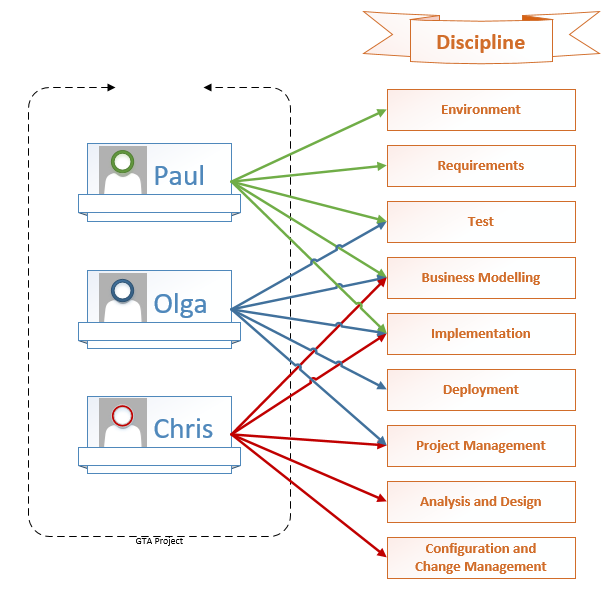 Discipline
Environment
Paul
Requirements
Test
Olga
Business Modelling
Implementation
Deployment
Chris
Project Management
Analysis and Design
GTA Project
Configuration and
Change Management